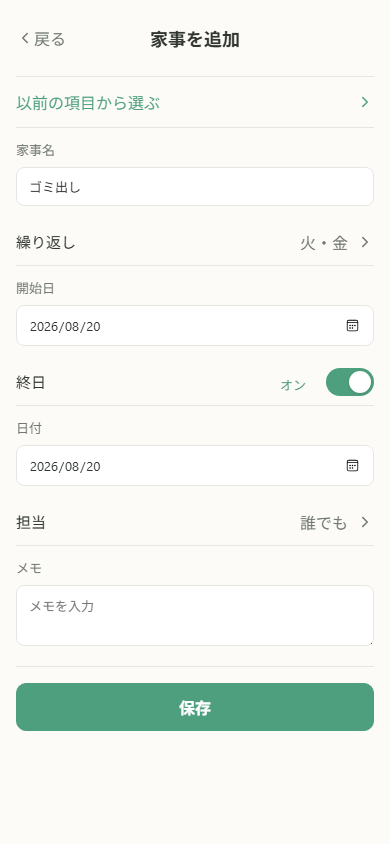 戻る
家事を追加
以前の項目から選ぶ
家事名
ゴミ出し
繰り返し
火・金
開始日
2026/08/20
終日
オン
日付
2026/08/20
担当
誰でも
メモ
メモを入力
保存